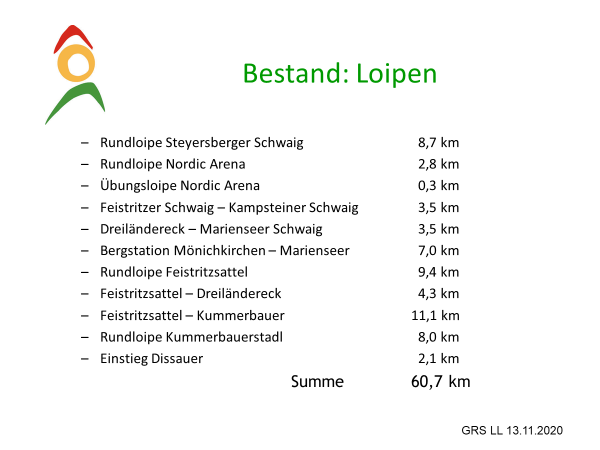 Bestand: Loipen
– Rundloipe Steyersberger Schwaig 8,7 km
– Rundloipe Nordic Arena 2,8 km
– Übungsloipe Nordic Arena 0,3 km
– Feistritzer Schwaig – Kampsteiner Schwaig 3,5 km
– Dreiländereck – Marienseer Schwaig 3,5 km
– Bergstation Mönichkirchen – Marienseer 7,0 km
– Rundloipe Feistritzsattel 9,4 km
– Feistritzsattel – Dreiländereck 4,3 km
– Feistritzsattel – Kummerbauer 11,1 km
– Rundloipe Kummerbauerstadl 8,0 km
– Einstieg Dissauer 2,1 km
Summe 60,7 km
GRS LL 13.11.2020